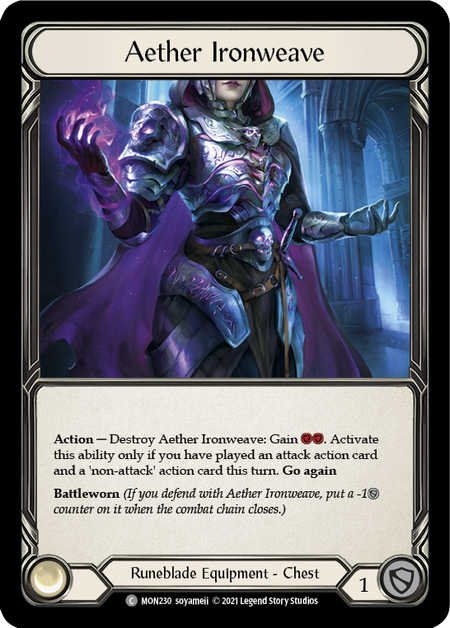 Aether Ironweave
Action — Destroy Aether Ironweave: Gain . Activate
this ability only if you have played an attack action card
and a 'non-attack' action card this turn. Go again
Battleworn (If you defend with Aether Ironweave, put a -1
counter on it when the combat chain closes.)
Runeblade Equipment - Chest
1
C MON230 soyameii © 2021 Legend Story Studios